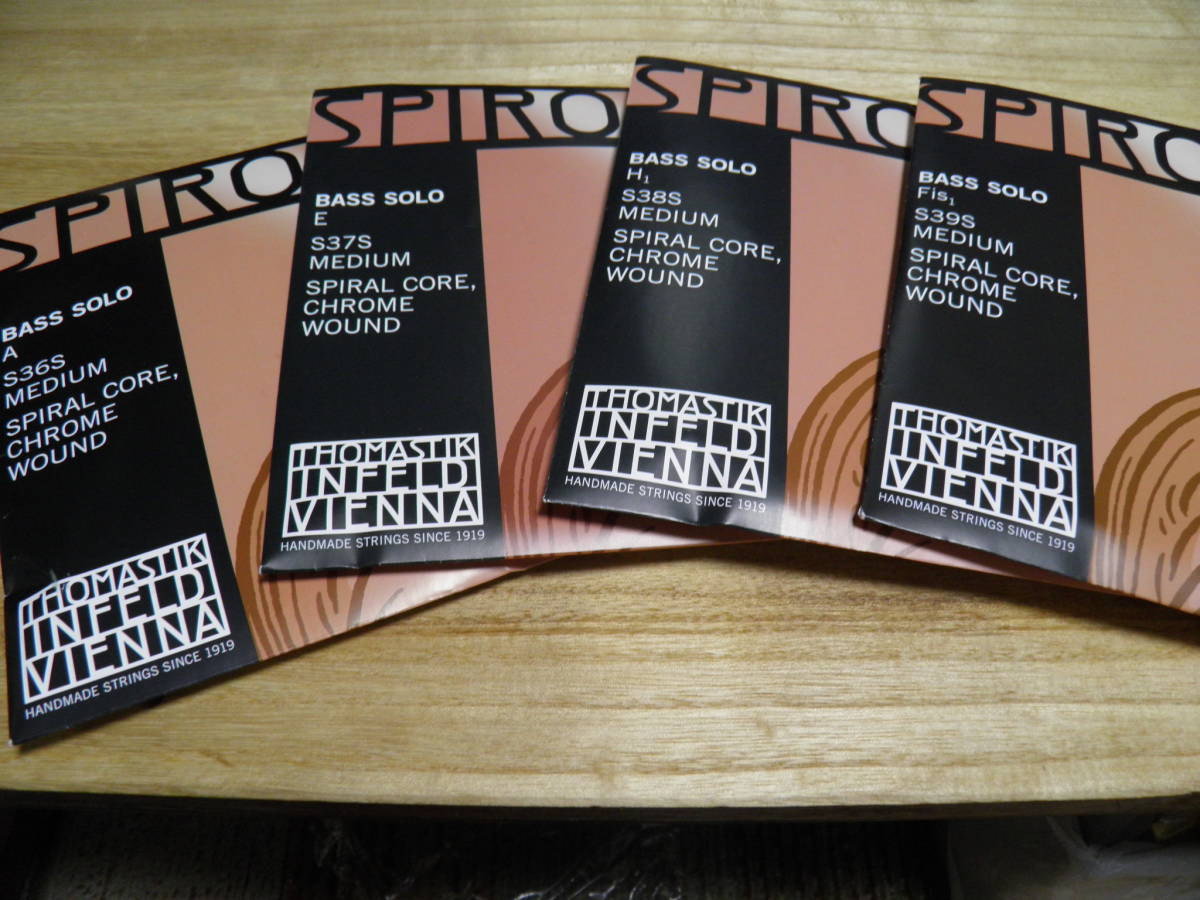 SPIRO
BASS SOLO
A
S36S
MEDIUM
SPIRAL CORE,
CHROME
WOUND
THOMASTIK
INFELD
VIENNA
HANDMADE STRINGS SINCE 1919
SPIRO
BASS SOLO
E
S37S
MEDIUM
SPIRAL CORE,
CHROME
WOUND
THOMASTIK
INFELD
VIENNA
HANDMADE STRINGS SINCE 1919
SPIRO
BASS SOLO
H₁
S38S
MEDIUM
SPIRAL CORE,
CHROME
WOUND
THOMASTIK
INFELD
VIENNA
HANDMADE STRINGS SINCE 1919
SPIRO
BASS SOLO
Fis₁
S39S
MEDIUM
SPIRAL CORE,
CHROME
WOUND
THOMASTIK
INFELD
VIENNA
HANDMADE STRINGS SINCE 1919